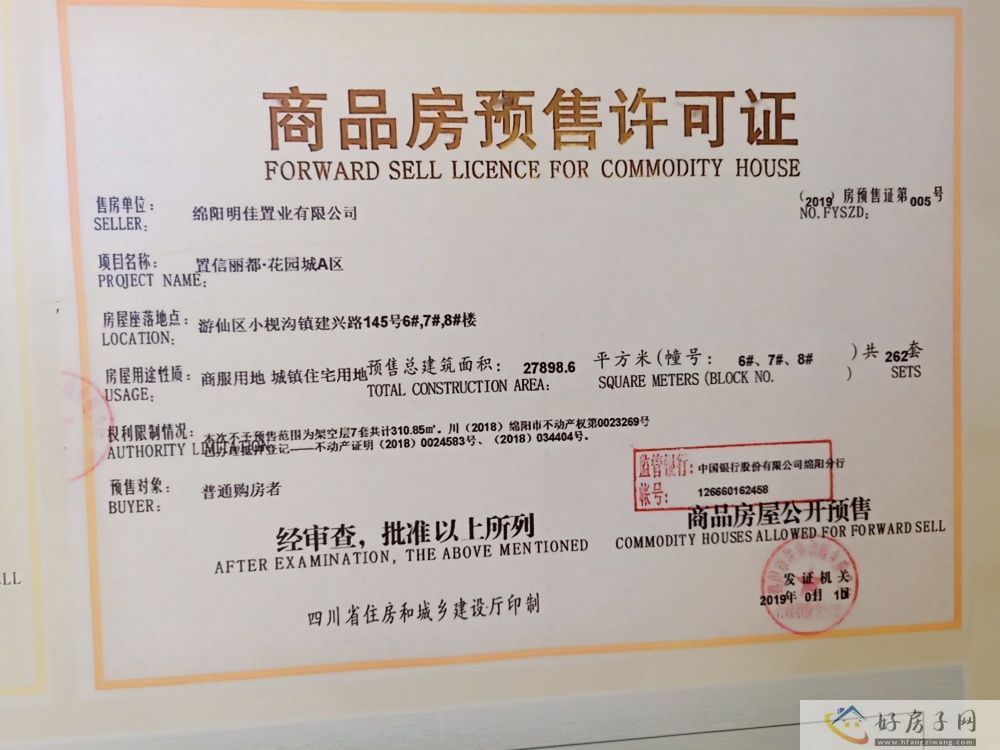 商品房预售许可证
FORWARD SELL LICENCE FOR COMMODITY HOUSE
(2019) 房预售证第005号
NO.FYSZD:
售房单位: 绵阳明佳置业有限公司
SELLER:
项目名称: 置信丽都·花园城A区
PROJECT NAME:
房屋座落地点: 游仙区小枧沟镇建兴路145号6#,7#,8#楼
LOCATION:
房屋用途性质: 商服用地 城镇住宅用地 预售总建筑面积: 27898.6 平方米(幢号: 6#、7#、8# )共 262套
USAGE: TOTAL CONSTRUCTION AREA: SQUARE METERS (BLOCK NO. ) SETS
权利限制情况: 本次不予预售范围为架空层7套共计310.85㎡。川(2018)绵阳市不动产权第0023269号
AUTHORITY LIMITATION: 已办理抵押登记——不动产证明(2018)0024583号、(2018)034404号。
监管银行: 中国银行股份有限公司绵阳分行
帐号: 126660162458
预售对象: 普通购房者
BUYER:
经审查,批准以上所列 商品房屋公开预售
AFTER EXAMINATION, THE ABOVE MENTIONED COMMODITY HOUSES ALLOWED FOR FORWARD SELL
发证机关
2019年
四川省住房和城乡建设厅印制
ELL
好房子网
www.hfangziwang.com